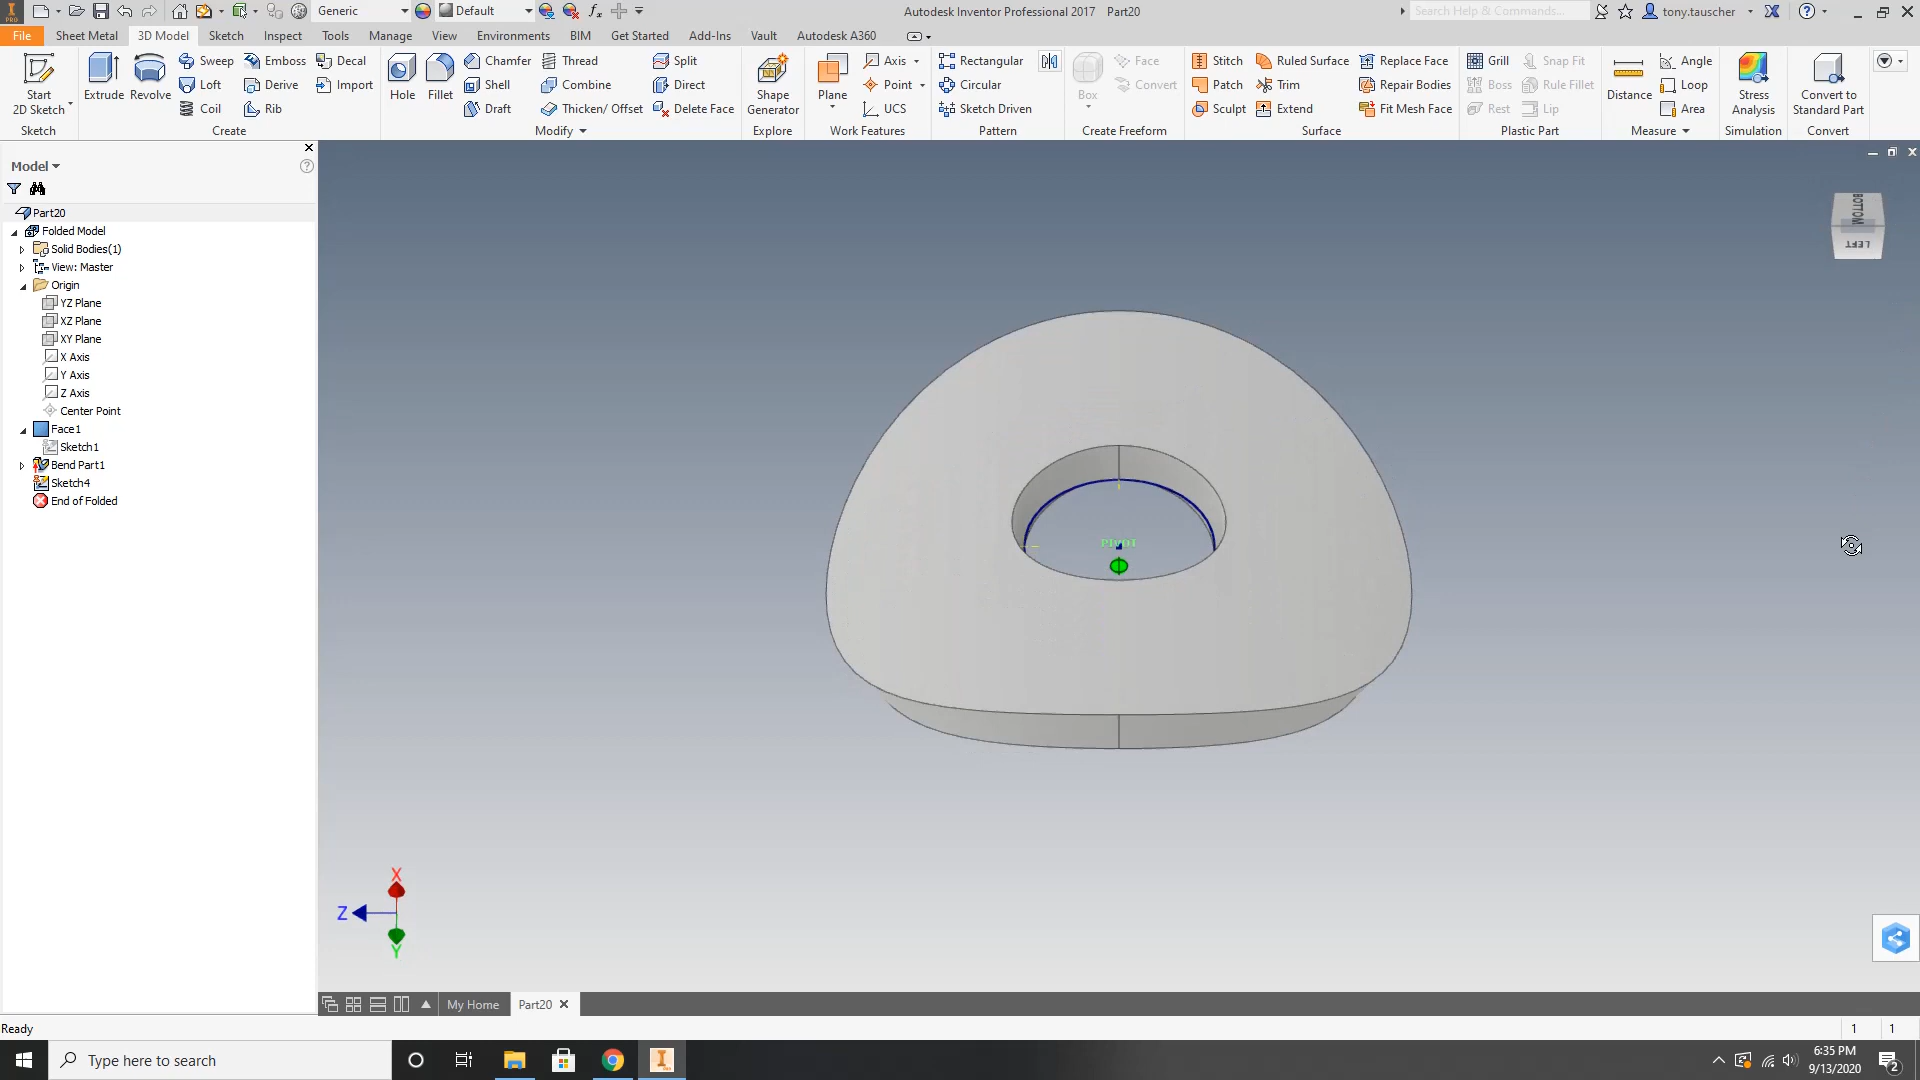 Generic
Default
Autodesk Inventor Professional 2017 Part20
Search Help & Commands...
tony.tauscher
File Sheet Metal 3D Model Sketch Inspect Tools Manage View Environments BIM Get Started Add-Ins Vault Autodesk A360
Start
2D Sketch
Sketch
Extrude Revolve
Sweep Emboss Decal
Loft Derive Import
Coil Rib
Create
Hole Fillet
Chamfer Thread Split
Shell Combine Direct
Draft Thicken/ Offset Delete Face
Modify
Shape
Generator
Explore
Plane
Axis
Point
UCS
Work Features
Rectangular
Circular
Sketch Driven
Pattern
Box
Face
Convert
Create Freeform
Stitch Ruled Surface Replace Face
Patch Trim Repair Bodies
Sculpt Extend Fit Mesh Face
Surface
Grill Snap Fit
Boss Rule Fillet
Rest Lip
Plastic Part
Distance
Angle
Loop
Area
Measure
Stress
Analysis
Simulation
Convert to
Standard Part
Convert
Model
Part20
Folded Model
Solid Bodies(1)
View: Master
Origin
YZ Plane
XZ Plane
XY Plane
X Axis
Y Axis
Z Axis
Center Point
Face1
Sketch1
Bend Part1
Sketch4
End of Folded
BOTTOM
LEFT
Pivot
X
Z
Y
My Home Part20
Ready
1 1
Type here to search
6:35 PM
9/13/2020
2